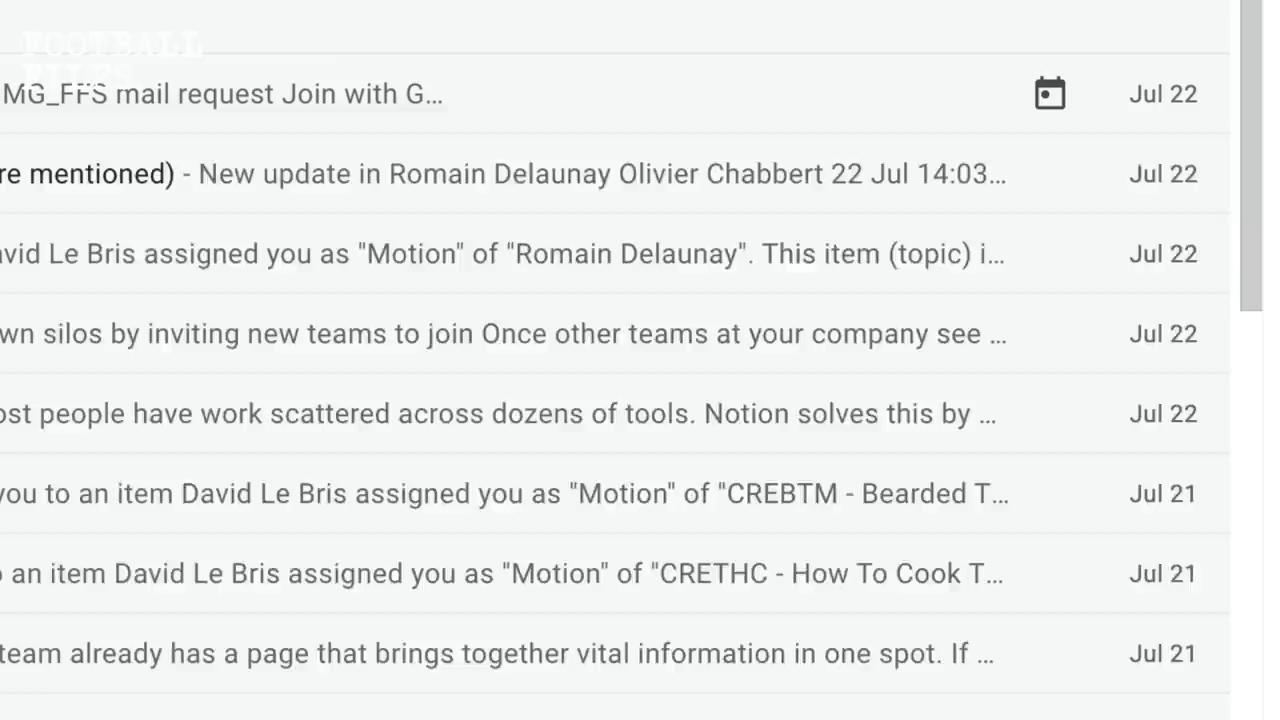 FOOTBALL
FILES
MG_FFS mail request Join with G… Jul 22
re mentioned) - New update in Romain Delaunay Olivier Chabbert 22 Jul 14:03… Jul 22
avid Le Bris assigned you as "Motion" of "Romain Delaunay". This item (topic) i… Jul 22
wn silos by inviting new teams to join Once other teams at your company see … Jul 22
ost people have work scattered across dozens of tools. Notion solves this by … Jul 22
you to an item David Le Bris assigned you as "Motion" of "CREBTM - Bearded T… Jul 21
o an item David Le Bris assigned you as "Motion" of "CRETHC - How To Cook T… Jul 21
team already has a page that brings together vital information in one spot. If … Jul 21